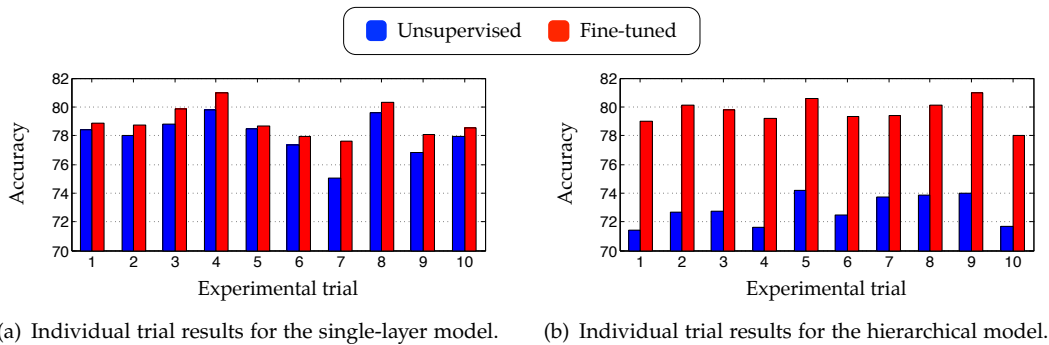 Unsupervised Fine-tuned
82
80
78
76
74
72
70
Accuracy
1 2 3 4 5 6 7 8 9 10
Experimental trial
(a) Individual trial results for the single-layer model.
82
80
78
76
74
72
70
Accuracy
1 2 3 4 5 6 7 8 9 10
Experimental trial
(b) Individual trial results for the hierarchical model.